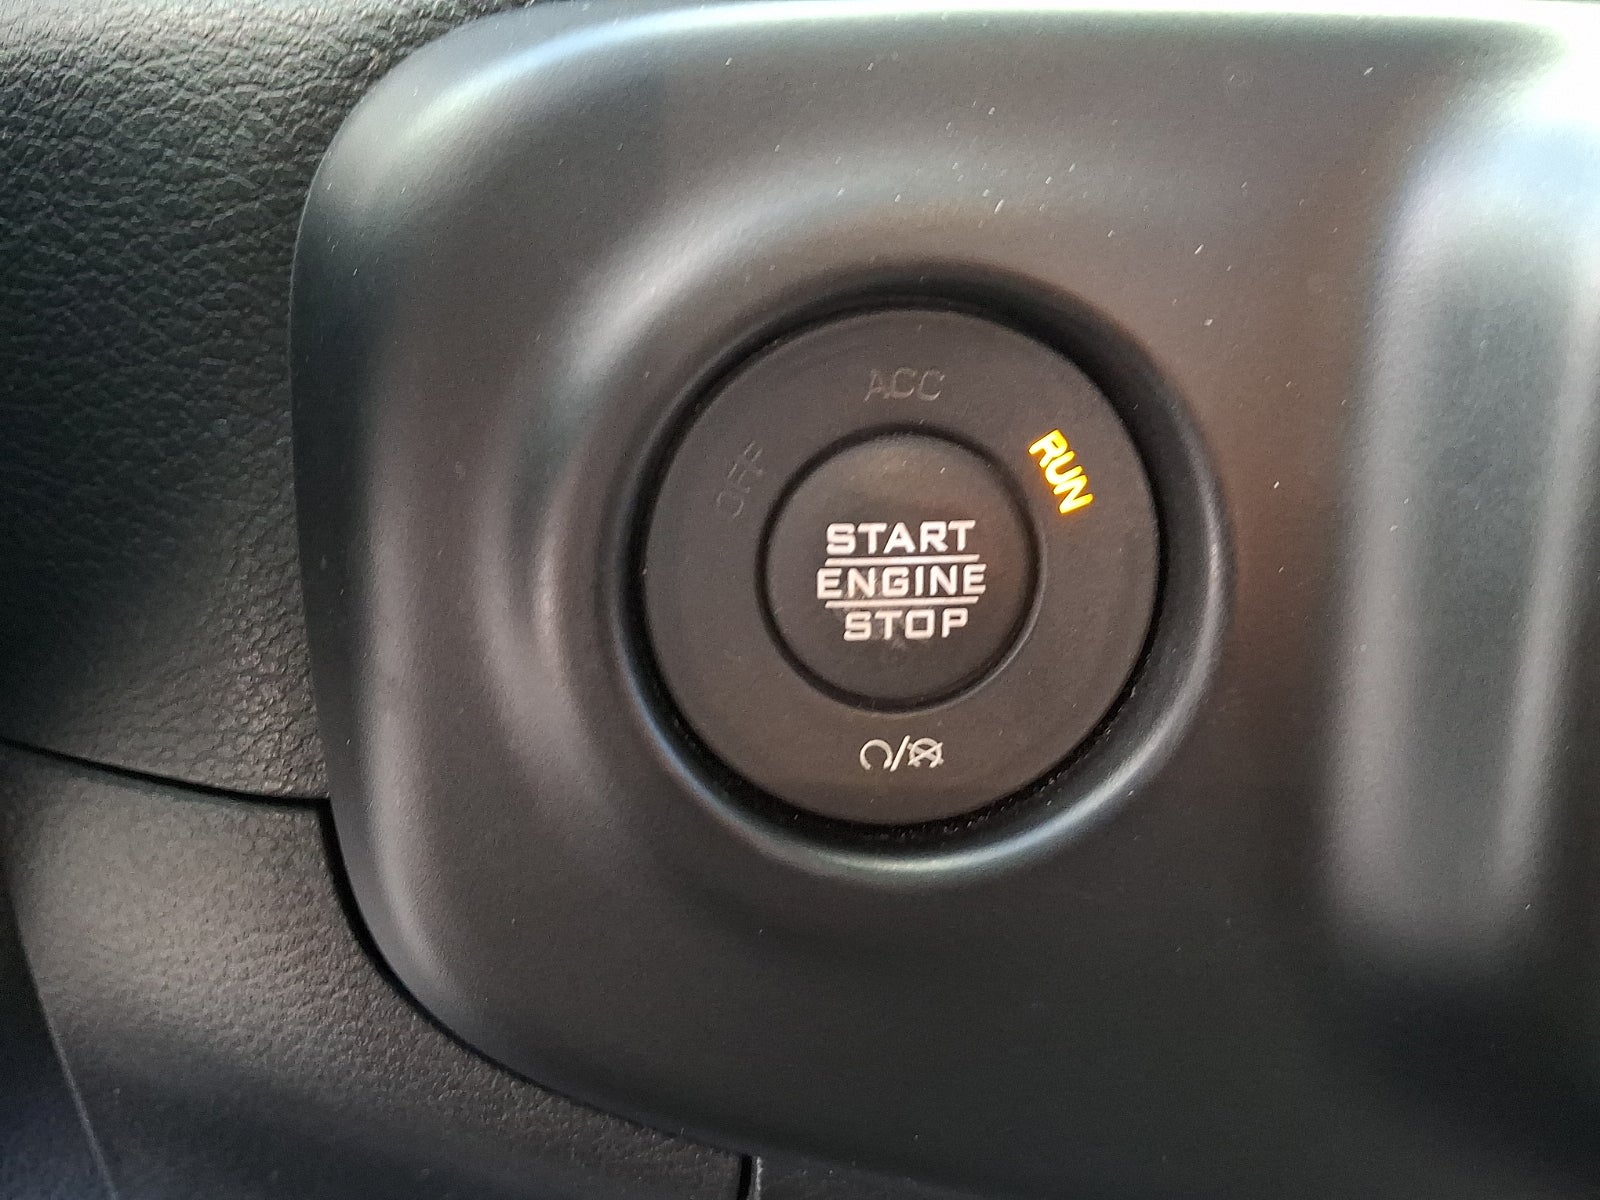 ACC
OFF
RUN
START
ENGINE
STOP